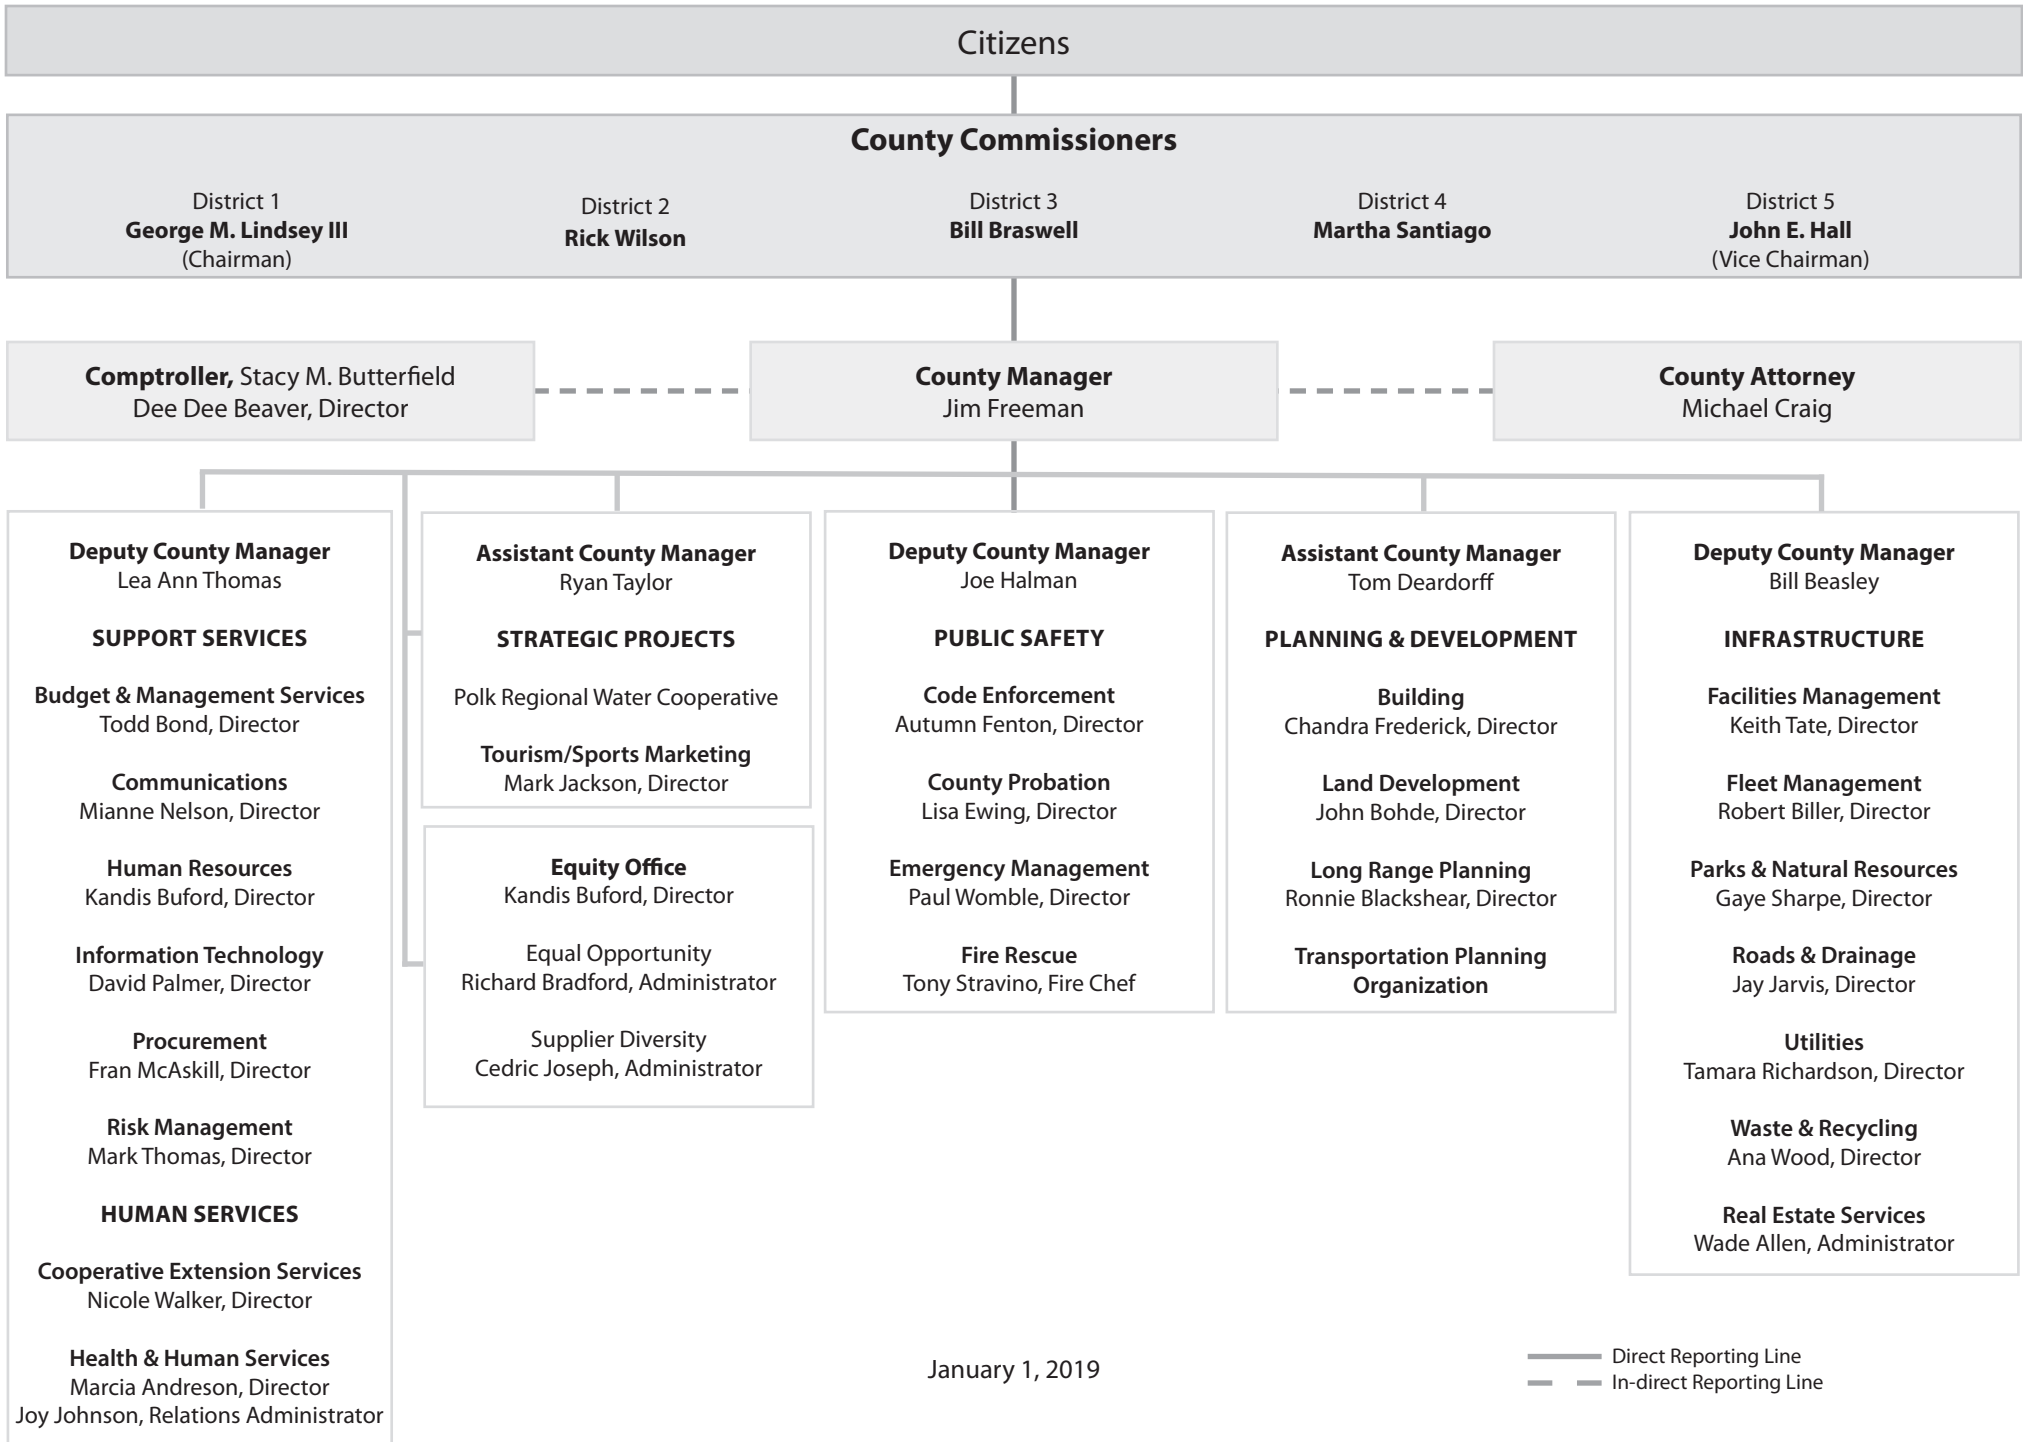 Citizens
County Commissioners
District 1
George M. Lindsey III
(Chairman)
District 2
Rick Wilson
District 3
Bill Braswell
District 4
Martha Santiago
District 5
John E. Hall
(Vice Chairman)
Comptroller, Stacy M. Butterfield
Dee Dee Beaver, Director
County Manager
Jim Freeman
County Attorney
Michael Craig
Deputy County Manager
Lea Ann Thomas
SUPPORT SERVICES
Budget & Management Services
Todd Bond, Director
Communications
Mianne Nelson, Director
Human Resources
Kandis Buford, Director
Information Technology
David Palmer, Director
Procurement
Fran McAskill, Director
Risk Management
Mark Thomas, Director
HUMAN SERVICES
Cooperative Extension Services
Nicole Walker, Director
Health & Human Services
Marcia Andreson, Director
Joy Johnson, Relations Administrator
Assistant County Manager
Ryan Taylor
STRATEGIC PROJECTS
Polk Regional Water Cooperative
Tourism/Sports Marketing
Mark Jackson, Director
Equity Office
Kandis Buford, Director
Equal Opportunity
Richard Bradford, Administrator
Supplier Diversity
Cedric Joseph, Administrator
Deputy County Manager
Joe Halman
PUBLIC SAFETY
Code Enforcement
Autumn Fenton, Director
County Probation
Lisa Ewing, Director
Emergency Management
Paul Womble, Director
Fire Rescue
Tony Stravino, Fire Chef
Assistant County Manager
Tom Deardorff
PLANNING & DEVELOPMENT
Building
Chandra Frederick, Director
Land Development
John Bohde, Director
Long Range Planning
Ronnie Blackshear, Director
Transportation Planning
Organization
Deputy County Manager
Bill Beasley
INFRASTRUCTURE
Facilities Management
Keith Tate, Director
Fleet Management
Robert Biller, Director
Parks & Natural Resources
Gaye Sharpe, Director
Roads & Drainage
Jay Jarvis, Director
Utilities
Tamara Richardson, Director
Waste & Recycling
Ana Wood, Director
Real Estate Services
Wade Allen, Administrator
January 1, 2019
Direct Reporting Line
In-direct Reporting Line